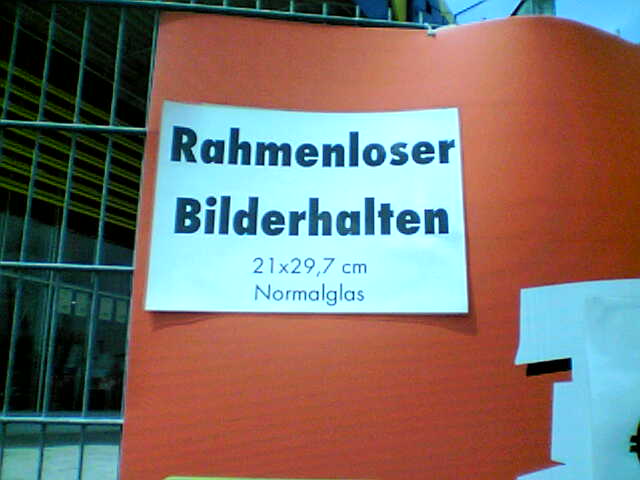 Rahmenloser
Bilderhalten
21x29,7 cm
Normalglas